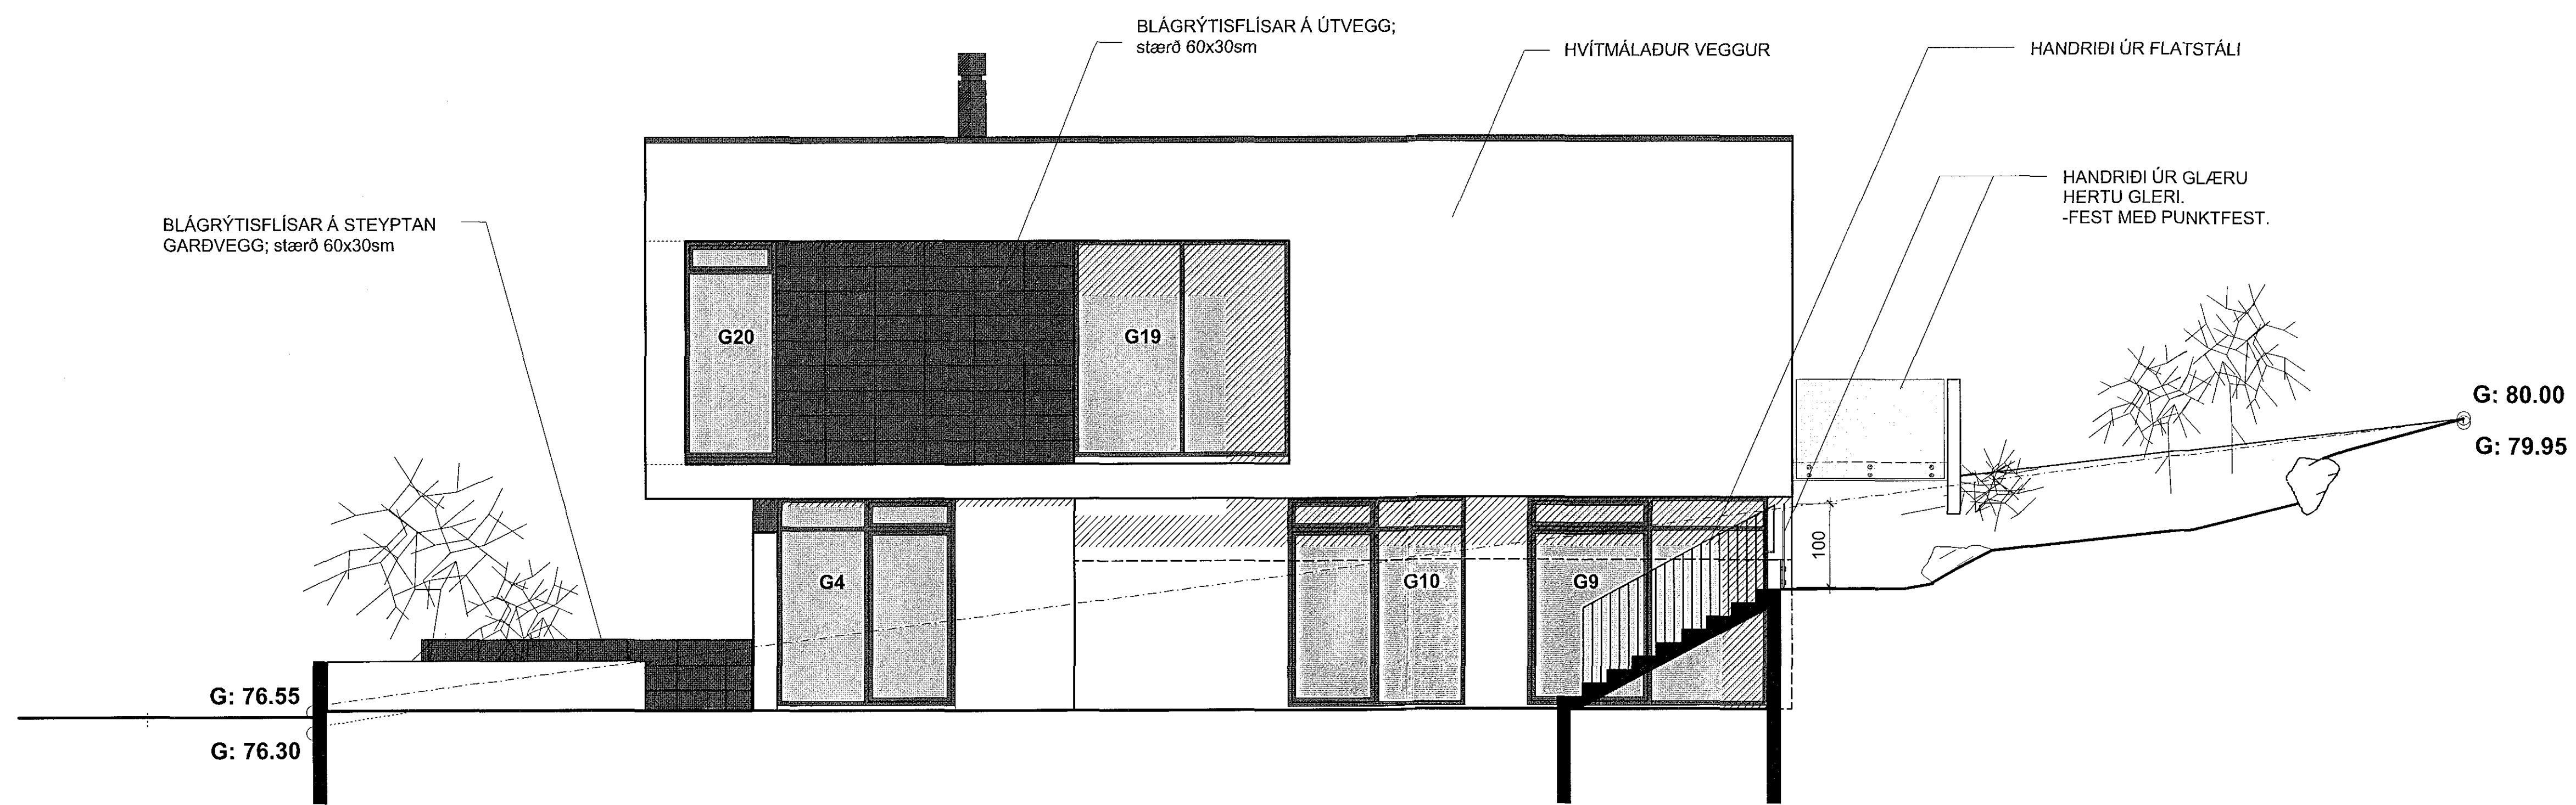 BLÁGRÝTISFLÍSAR Á ÚTVEGG;
stærð 60x30sm
HVÍTMÁLAÐUR VEGGUR
HANDRIÐI ÚR FLATSTÁLI
HANDRIÐI ÚR GLÆRU
HERTU GLERI.
-FEST MEÐ PUNKTFEST.
BLÁGRÝTISFLÍSAR Á STEYPTAN
GARÐVEGG; stærð 60x30sm
G20
G19
G: 80.00
G: 79.95
G4
G10
G9
100
G: 76.55
G: 76.30